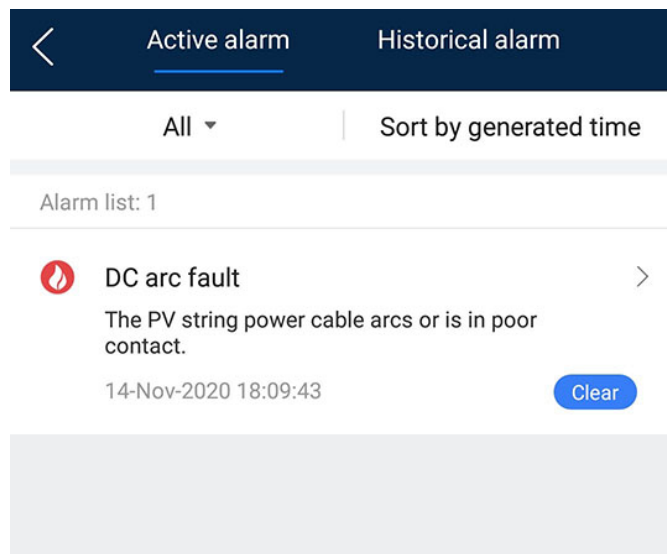 Active alarm Historical alarm
All Sort by generated time
Alarm list: 1
DC arc fault
The PV string power cable arcs or is in poor
contact.
14-Nov-2020 18:09:43 Clear